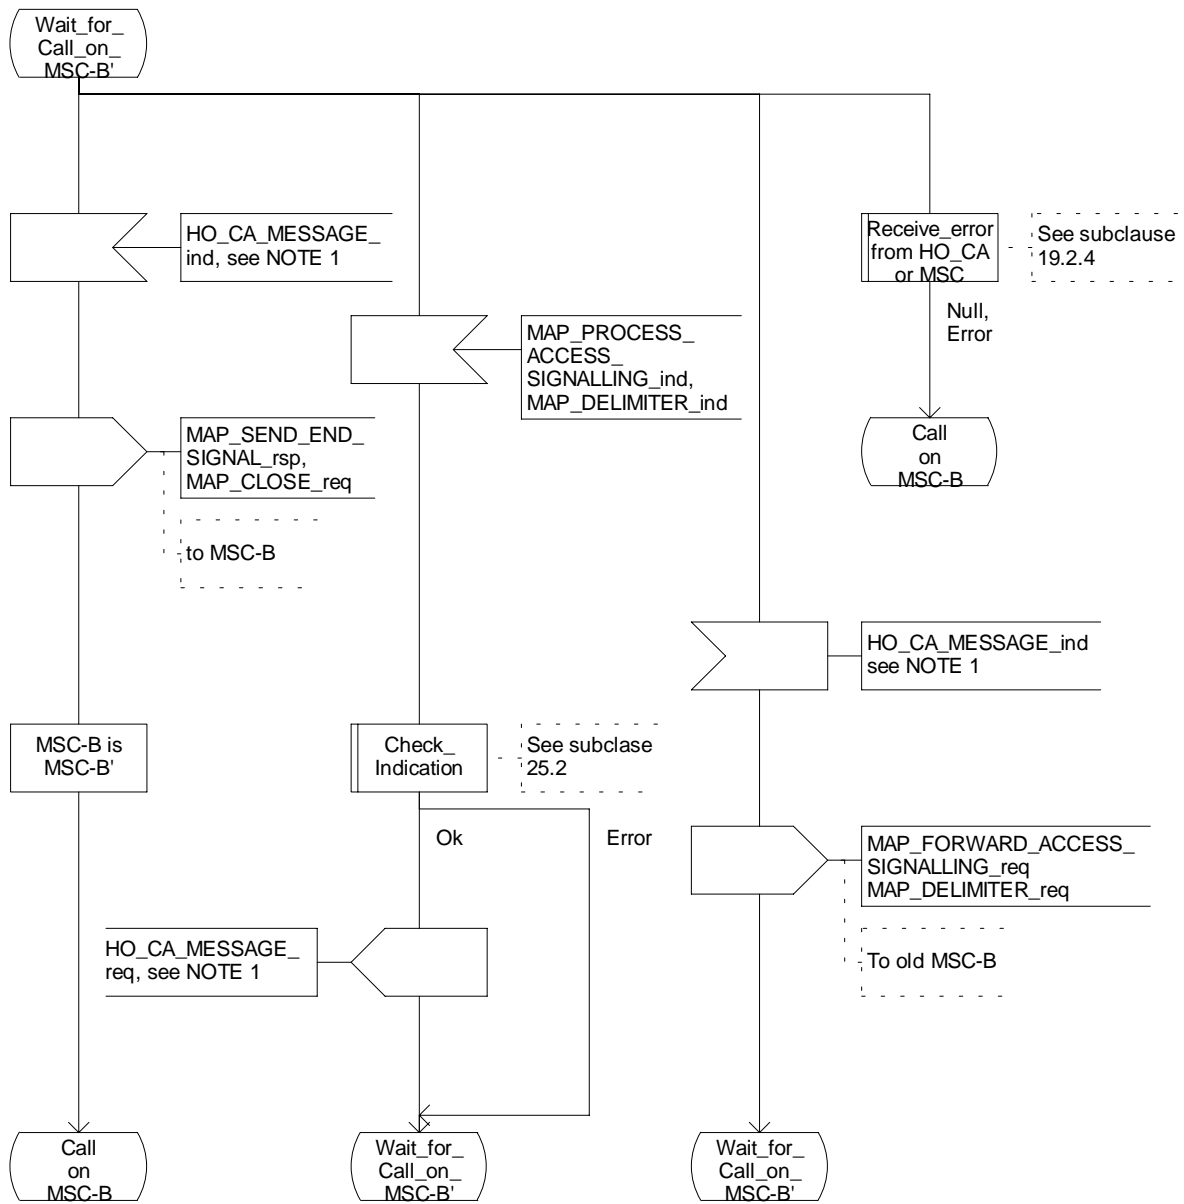 Wait_for_
Call_on_
MSC-B'
HO_CA_MESSAGE_
ind, see NOTE 1
Receive_error
from HO_CA
or MSC
See subclause
19.2.4
Null,
Error
MAP_PROCESS_
ACCESS_
SIGNALLING_ind,
MAP_DELIMITER_ind
MAP_SEND_END_
SIGNAL_rsp,
MAP_CLOSE_req
Call
on
MSC-B
to MSC-B
HO_CA_MESSAGE_ind
see NOTE 1
MSC-B is
MSC-B'
Check_
Indication
See subclase
25.2
Ok
Error
MAP_FORWARD_ACCESS_
SIGNALLING_req
MAP_DELIMITER_req
HO_CA_MESSAGE_
req, see NOTE 1
To old MSC-B
Call
on
MSC-B
Wait_for_
Call_on_
MSC-B'
Wait_for_
Call_on_
MSC-B'